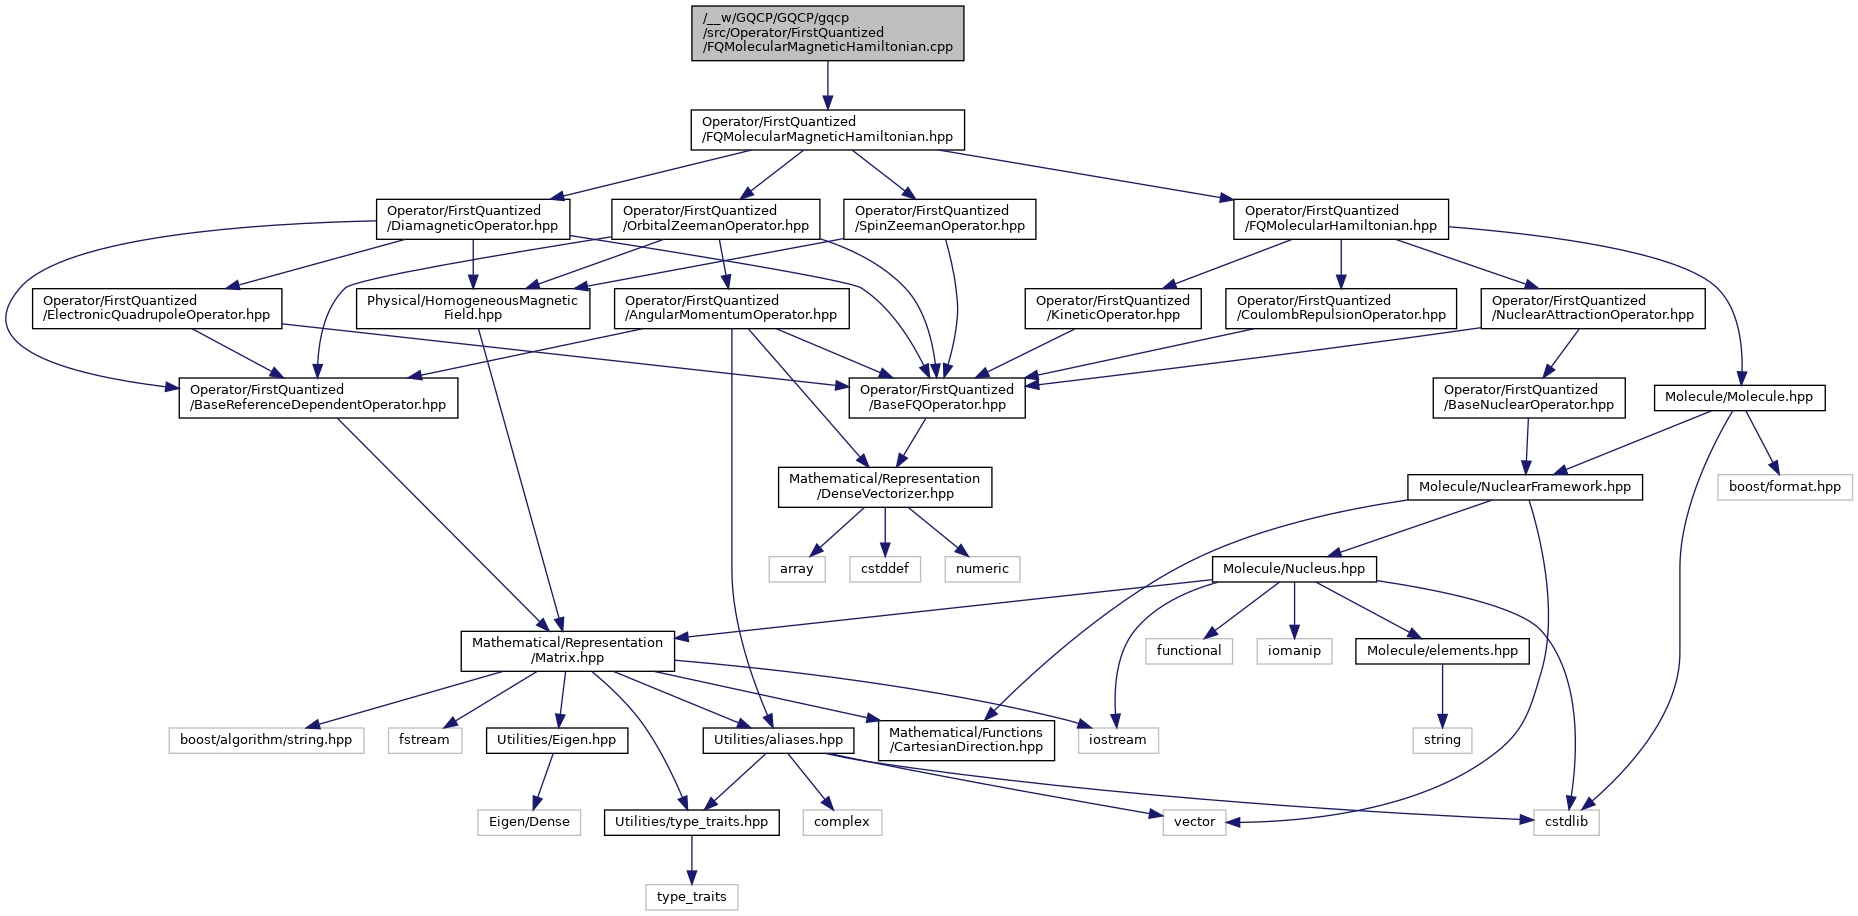 /__w/GQCP/GQCP/gqcp
/src/Operator/FirstQuantized
/FQMolecularMagneticHamiltonian.cpp
Operator/FirstQuantized
/FQMolecularMagneticHamiltonian.hpp
Operator/FirstQuantized
/DiamagneticOperator.hpp
Operator/FirstQuantized
/OrbitalZeemanOperator.hpp
Operator/FirstQuantized
/SpinZeemanOperator.hpp
Operator/FirstQuantized
/FQMolecularHamiltonian.hpp
Operator/FirstQuantized
/ElectronicQuadrupoleOperator.hpp
Physical/HomogeneousMagnetic
Field.hpp
Operator/FirstQuantized
/AngularMomentumOperator.hpp
Operator/FirstQuantized
/KineticOperator.hpp
Operator/FirstQuantized
/CoulombRepulsionOperator.hpp
Operator/FirstQuantized
/NuclearAttractionOperator.hpp
Operator/FirstQuantized
/BaseReferenceDependentOperator.hpp
Operator/FirstQuantized
/BaseFQOperator.hpp
Operator/FirstQuantized
/BaseNuclearOperator.hpp
Molecule/Molecule.hpp
Mathematical/Representation
/DenseVectorizer.hpp
Molecule/NuclearFramework.hpp
boost/format.hpp
array
cstddef
numeric
Molecule/Nucleus.hpp
Mathematical/Representation
/Matrix.hpp
functional
iomanip
Molecule/elements.hpp
boost/algorithm/string.hpp
fstream
Utilities/Eigen.hpp
Utilities/aliases.hpp
Mathematical/Functions
/CartesianDirection.hpp
iostream
string
Eigen/Dense
Utilities/type_traits.hpp
complex
vector
cstdlib
type_traits